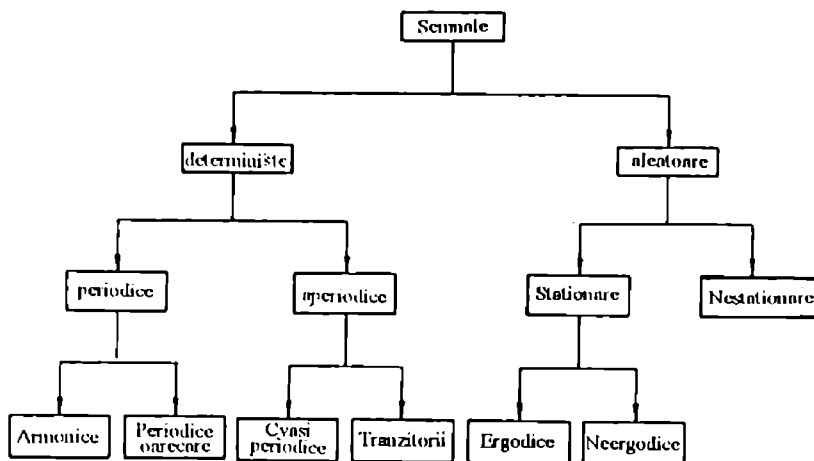 Semnale
deterministe
aleatoare
periodice
aperiodice
Stationare
Nestationare
Armonice
Periodice
oarecare
Cvasi
periodice
Tranzitorii
Ergodice
Neergodice